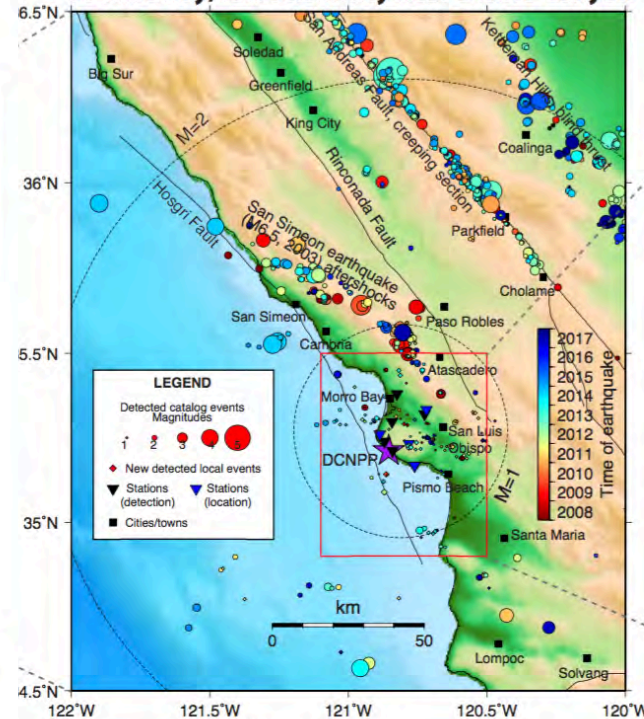 6.5°N
36°N
5.5°N
35°N
4.5°N
122°W
121.5°W
121°W
120.5°W
120°W
Big Sur
Soledad
Greenfield
King City
San Andreas Fault, creeping section
Kettleman Hills blind thrust
Coalinga
M=2
Hosgri Fault
Rinconada Fault
San Simeon earthquake
(M6.5, 2003) aftershocks
Parkfield
Cholame
San Simeon
Paso Robles
Cambria
Atascadero
Morro Bay
San Luis
Obispo
DCNPP
Pismo Beach
M=1
Santa Maria
Lompoc
Solvang
LEGEND
Detected catalog events
Magnitudes
1 2 3 4 5
New detected local events
Stations
(detection)
Stations
(location)
Cities/towns
2017
2016
2015
2014
2013
2012
2011
2010
2009
2008
Time of earthquake
km
0 50